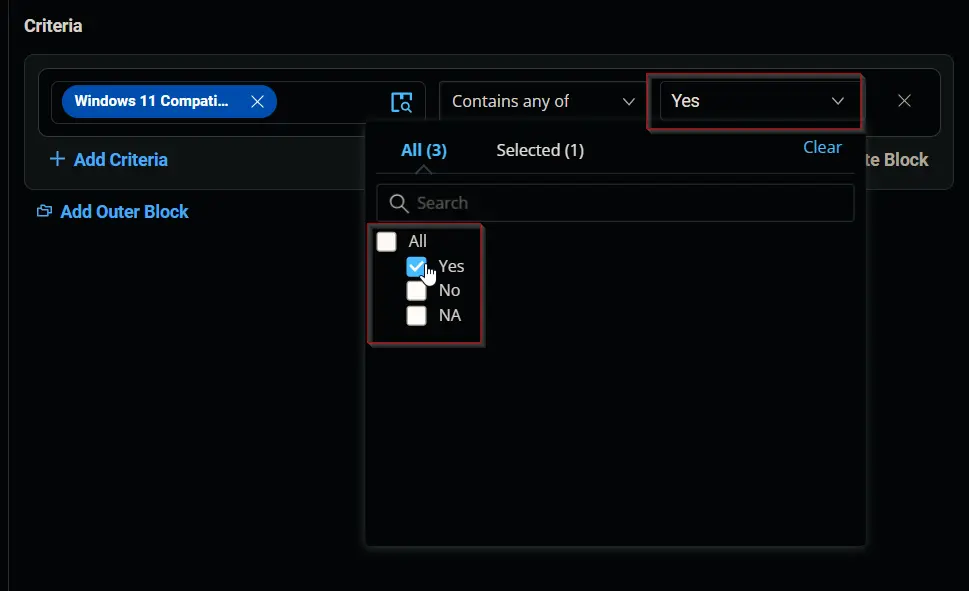 Criteria
Windows 11 Compati...
Contains any of
Yes
Add Criteria
te Block
Add Outer Block
All (3)
Selected (1)
Clear
Search
All
Yes
No
NA